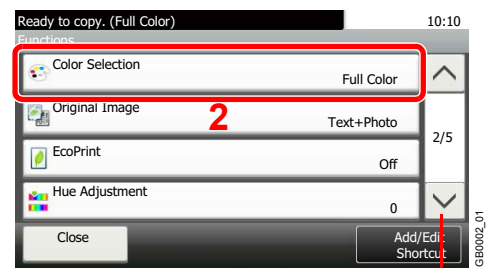 Ready to copy. (Full Color) 10:10
Functions
Color Selection
Full Color
Original Image
Text+Photo
2
2/5
EcoPrint
Off
Hue Adjustment
0
Close
Add/Edit
Shortcut
GB0002_01